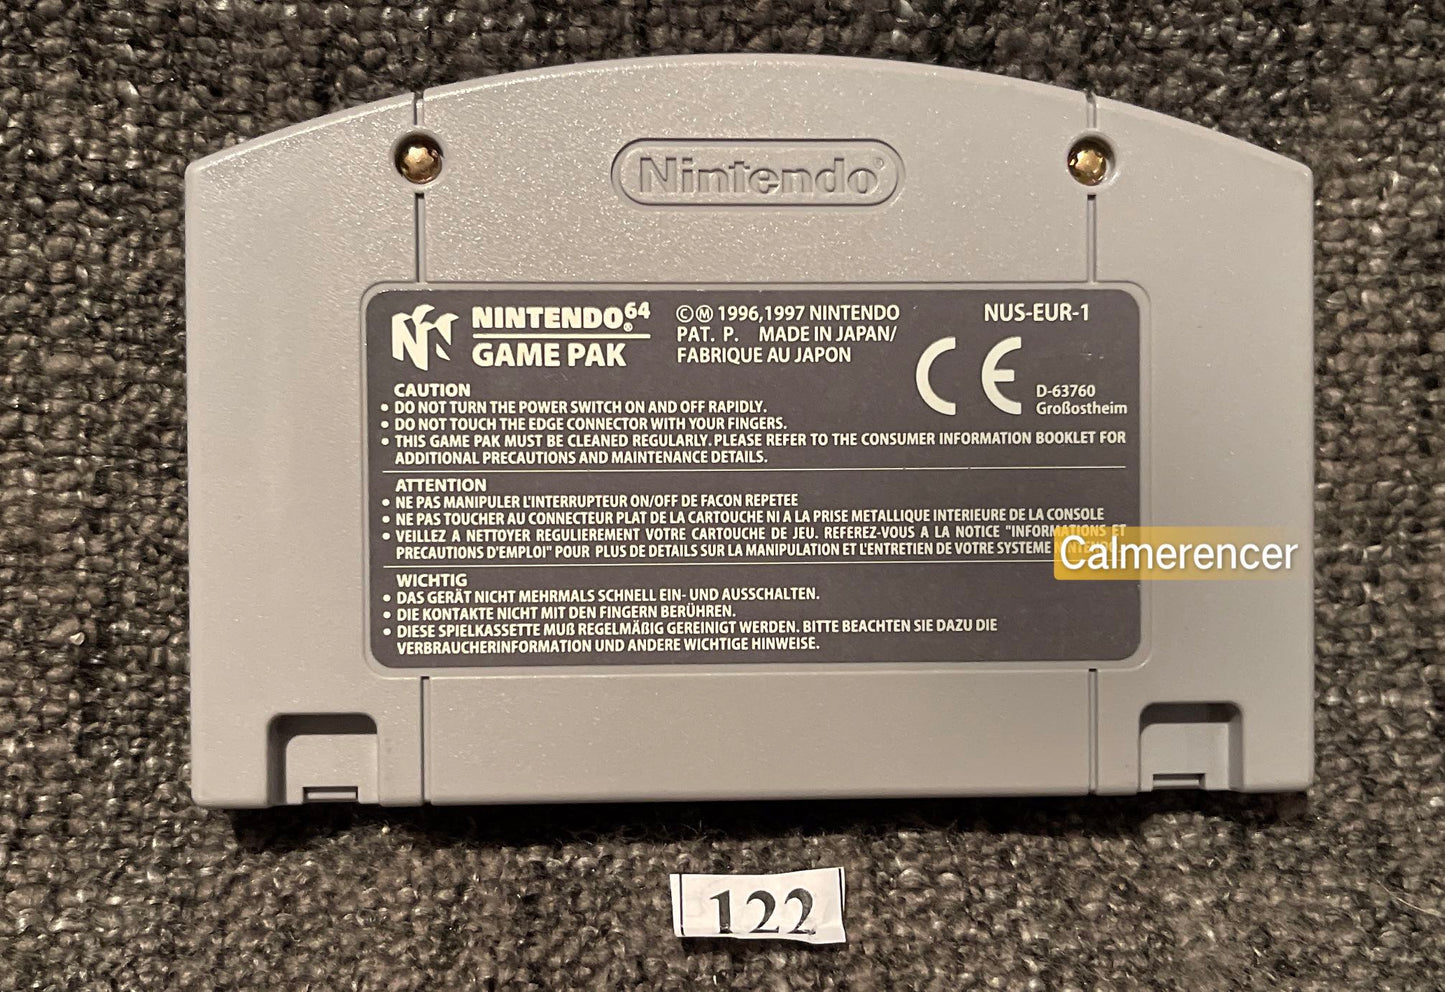 Nintendo®
NINTENDO64®
GAME PAK
©Ⓜ 1996,1997 NINTENDO
PAT. P. MADE IN JAPAN/
FABRIQUE AU JAPON
NUS-EUR-1
CE
D-63760
Großostheim
CAUTION
• DO NOT TURN THE POWER SWITCH ON AND OFF RAPIDLY.
• DO NOT TOUCH THE EDGE CONNECTOR WITH YOUR FINGERS.
• THIS GAME PAK MUST BE CLEANED REGULARLY. PLEASE REFER TO THE CONSUMER INFORMATION BOOKLET FOR
ADDITIONAL PRECAUTIONS AND MAINTENANCE DETAILS.
ATTENTION
• NE PAS MANIPULER L'INTERRUPTEUR ON/OFF DE FACON REPETEE
• NE PAS TOUCHER AU CONNECTEUR PLAT DE LA CARTOUCHE NI A LA PRISE METALLIQUE INTERIEURE DE LA CONSOLE
• VEILLEZ A NETTOYER REGULIEREMENT VOTRE CARTOUCHE DE JEU. REFEREZ-VOUS A LA NOTICE "INFORMATIONS ET
PRECAUTIONS D'EMPLOI" POUR PLUS DE DETAILS SUR LA MANIPULATION ET L'ENTRETIEN DE VOTRE SYSTEME
Calmerencer
WICHTIG
• DAS GERÄT NICHT MEHRMALS SCHNELL EIN- UND AUSSCHALTEN.
• DIE KONTAKTE NICHT MIT DEN FINGERN BERÜHREN.
• DIESE SPIELKASSETTE MUß REGELMÄßIG GEREINIGT WERDEN. BITTE BEACHTEN SIE DAZU DIE
VERBRAUCHERINFORMATION UND ANDERE WICHTIGE HINWEISE.
122